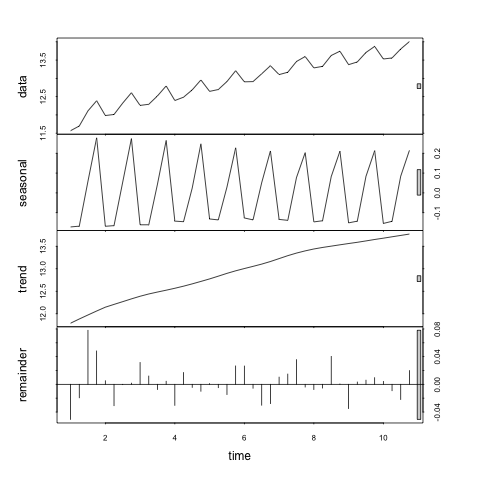 data
11.5 12.5 13.5
seasonal
-0.1 0.0 0.1 0.2
trend
12.0 12.5 13.0 13.5
remainder
-0.04 0.00 0.04 0.08
2 4 6 8 10
time